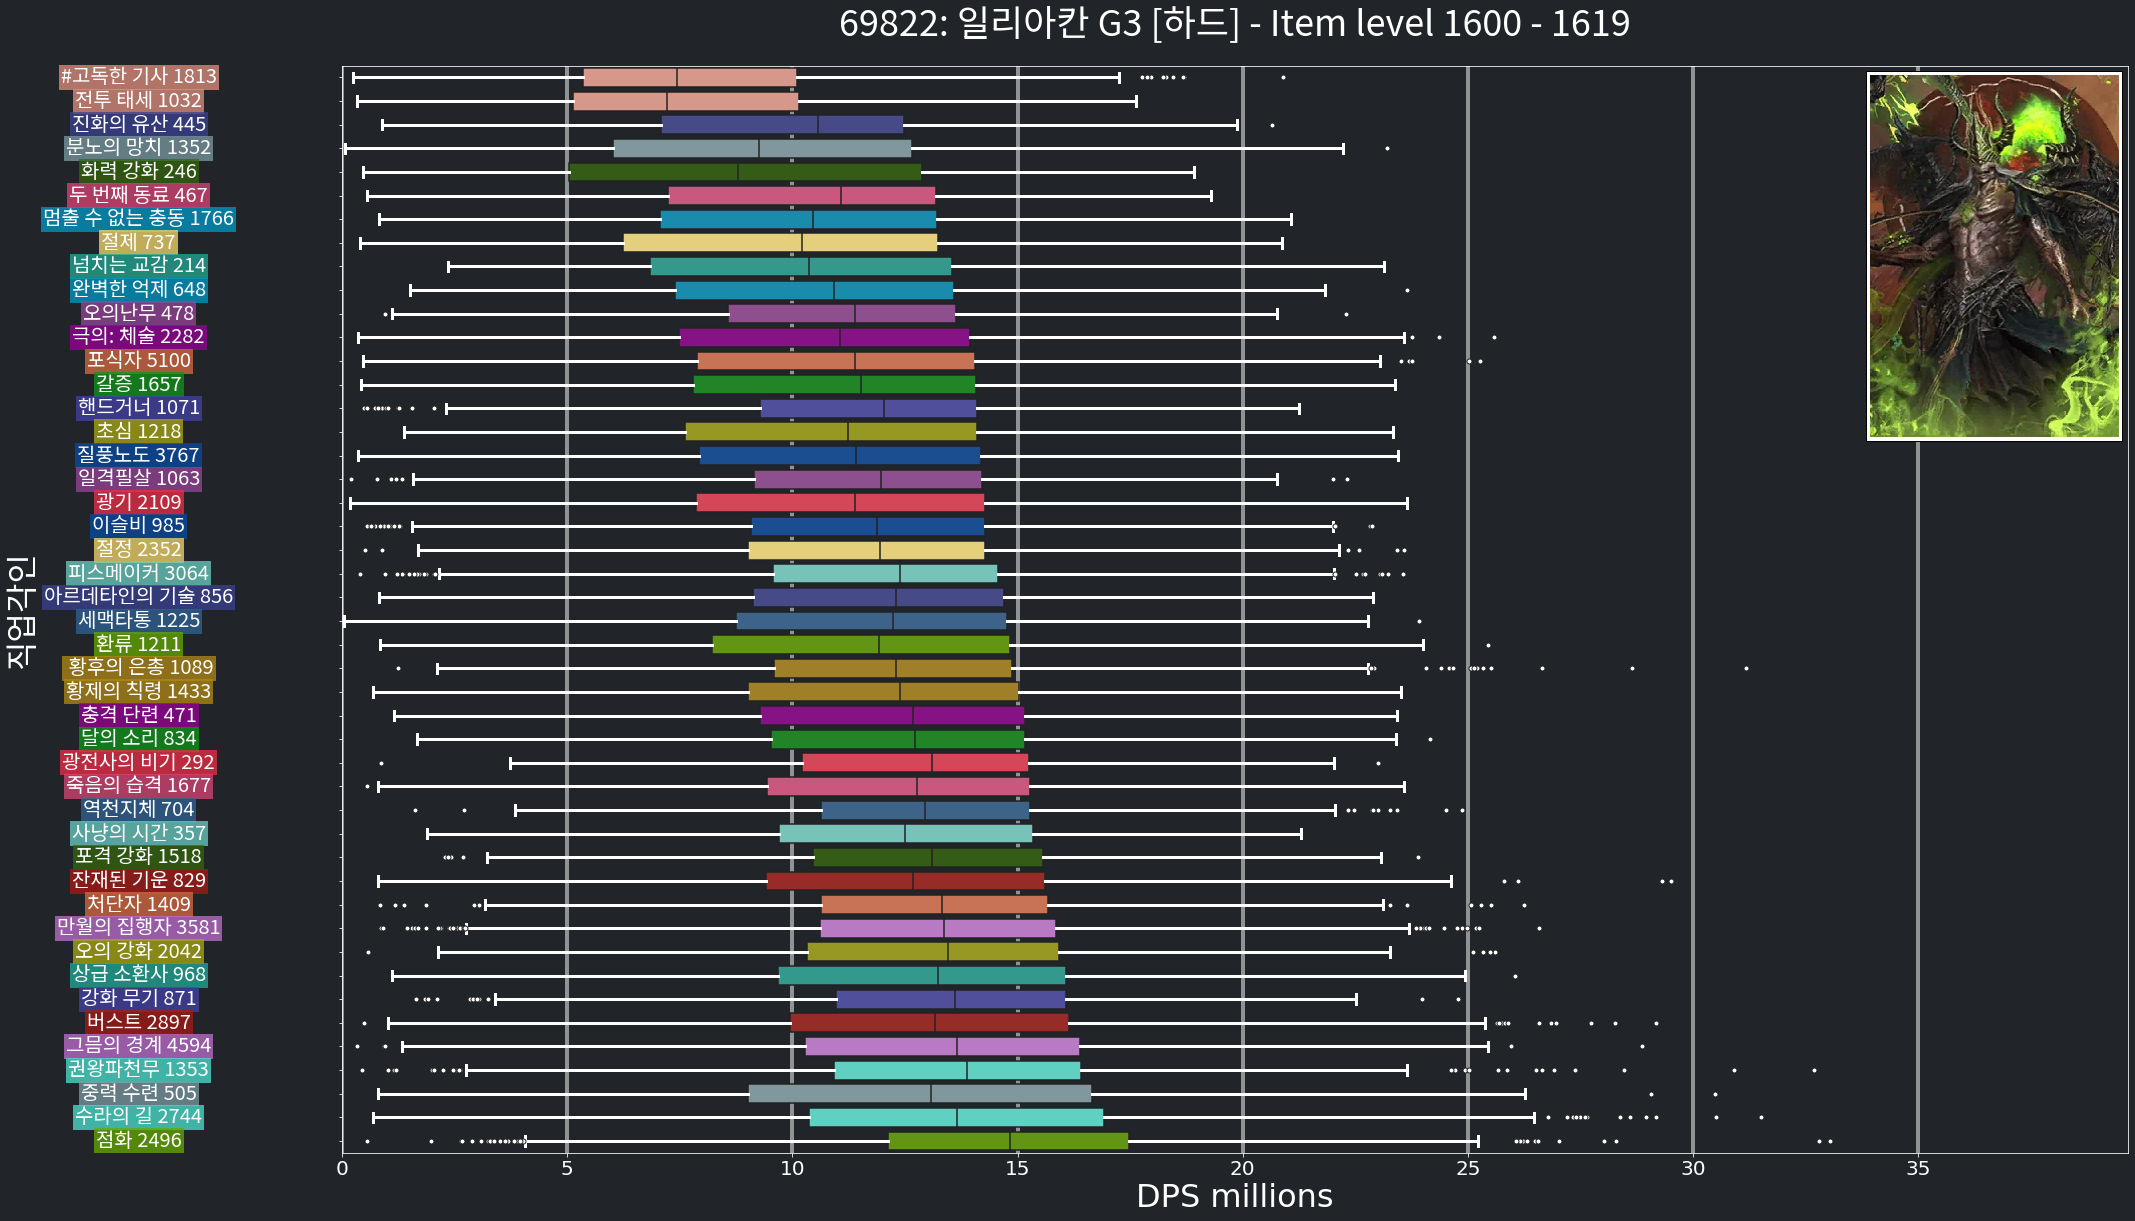 69822: 일리아칸 G3 [하드] - Item level 1600 - 1619
직업각인
#고독한 기사 1813
전투 태세 1032
진화의 유산 445
분노의 망치 1352
화력 강화 246
두 번째 동료 467
멈출 수 없는 충동 1766
절제 737
넘치는 교감 214
완벽한 억제 648
오의난무 478
극의: 체술 2282
포식자 5100
갈증 1657
핸드거너 1071
초심 1218
질풍노도 3767
일격필살 1063
광기 2109
이슬비 985
절정 2352
피스메이커 3064
아르데타인의 기술 856
세맥타통 1225
환류 1211
황후의 은총 1089
황제의 칙령 1433
충격 단련 471
달의 소리 834
광전사의 비기 292
죽음의 습격 1677
역천지체 704
사냥의 시간 357
포격 강화 1518
잔재된 기운 829
처단자 1409
만월의 집행자 3581
오의 강화 2042
상급 소환사 968
강화 무기 871
버스트 2897
그믐의 경계 4594
권왕파천무 1353
중력 수련 505
수라의 길 2744
점화 2496
0 5 10 15 20 25 30 35
DPS millions